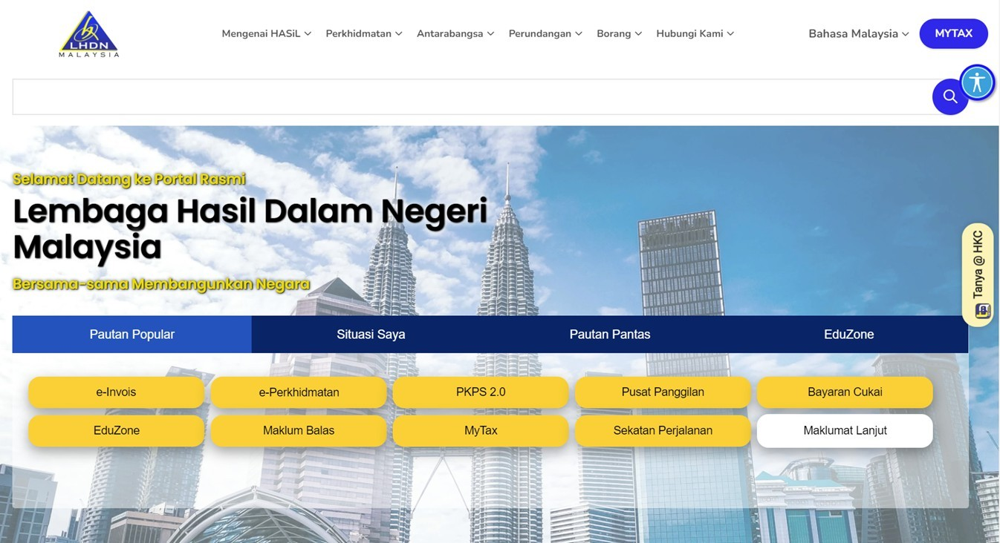 LHDN
MALAYSIA
Mengenai HASiL
Perkhidmatan
Antarabangsa
Perundangan
Borang
Hubungi Kami
Bahasa Malaysia
MYTAX
Selamat Datang ke Portal Rasmi
Lembaga Hasil Dalam Negeri
Malaysia
Bersama-sama Membangunkan Negara
Tanya @ HKC
Pautan Popular
Situasi Saya
Pautan Pantas
EduZone
e-Invois
e-Perkhidmatan
PKPS 2.0
Pusat Panggilan
Bayaran Cukai
EduZone
Maklum Balas
MyTax
Sekatan Perjalanan
Maklumat Lanjut